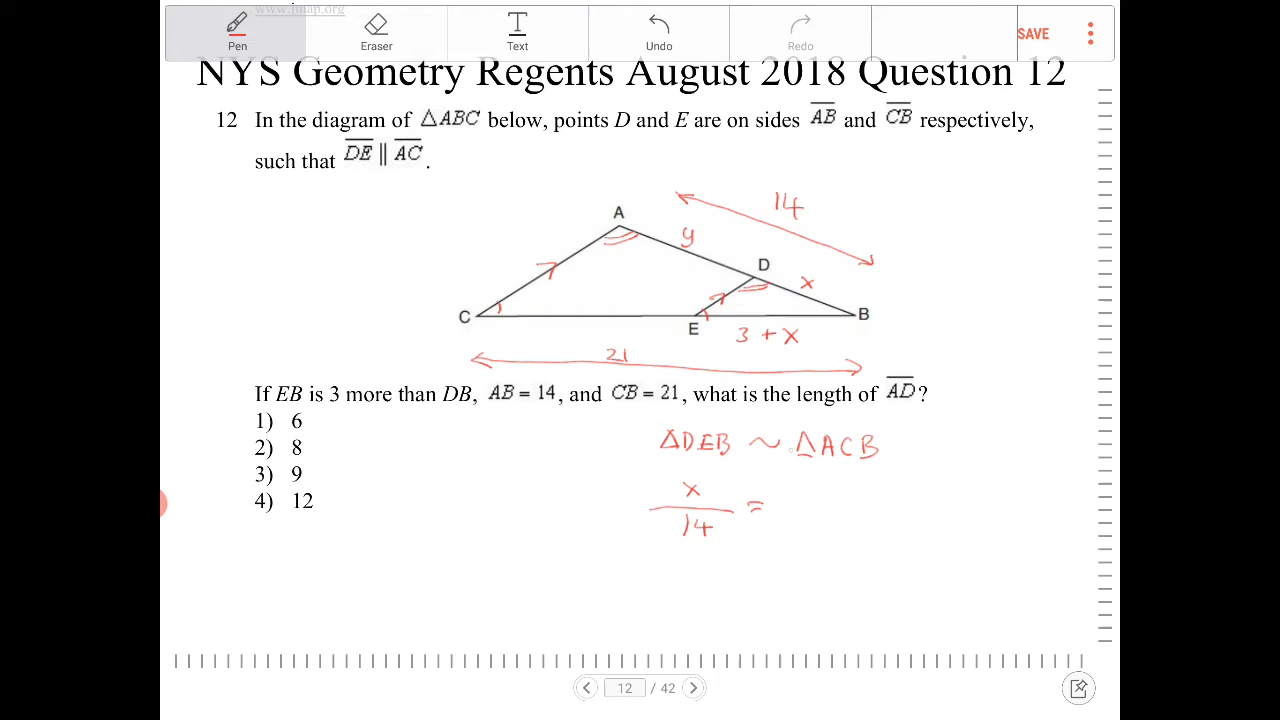 www.jmap.org
Pen Eraser Text Undo Redo SAVE
NYS Geometry Regents August 2018 Question 12
12 In the diagram of △ABC below, points D and E are on sides AB and CB respectively,
such that DE ∥ AC.
14
A
y
D
x
C
E
B
3 + x
21
If EB is 3 more than DB, AB = 14, and CB = 21, what is the length of AD?
1) 6
△DEB ~ △ACB
2) 8
3) 9
4) 12
x
14
=
12 / 42